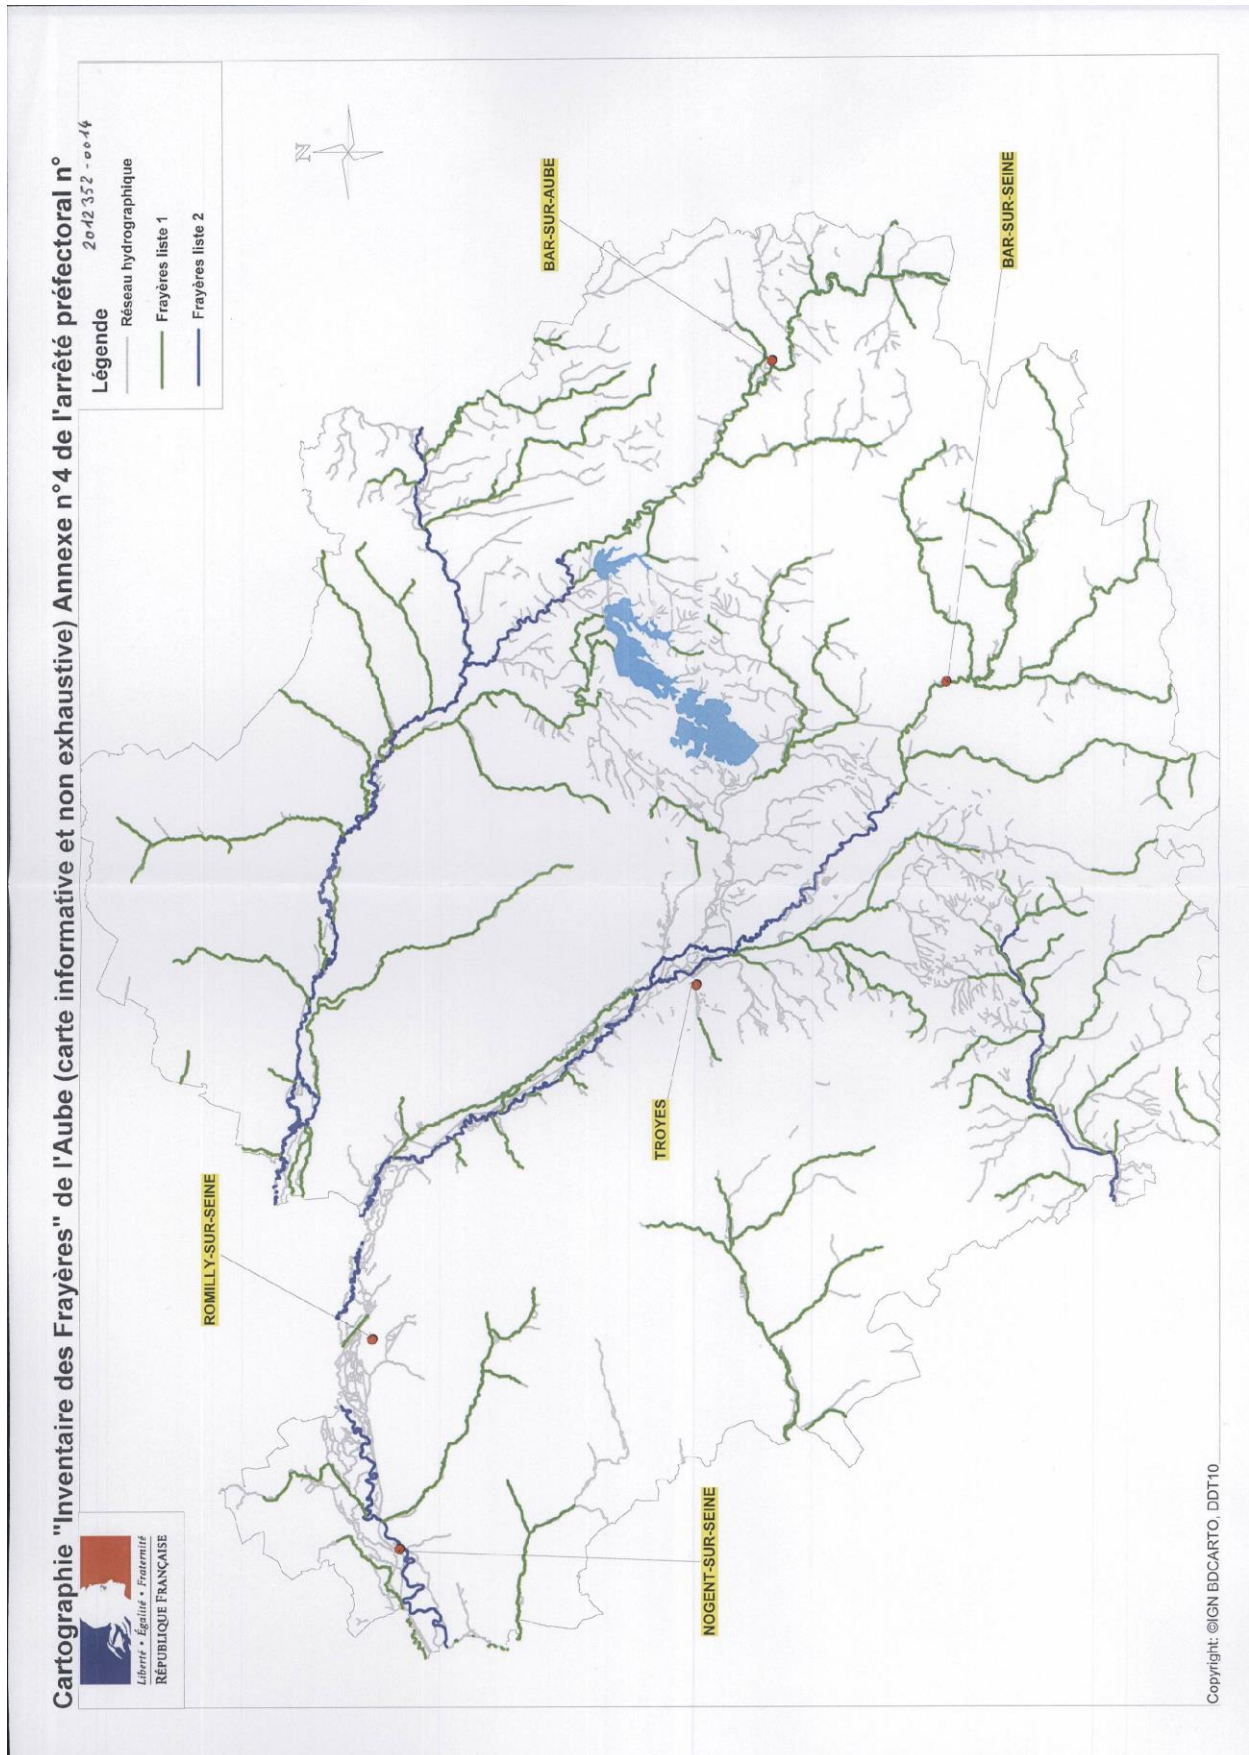 Cartographie "Inventaire des Frayères" de l'Aube (carte informative et non exhaustive) Annexe n°4 de l'arrêté préfectoral n°
2012352-0014
Liberté • Égalité • Fraternité
RÉPUBLIQUE FRANÇAISE
Légende
Réseau hydrographique
Frayères liste 1
Frayères liste 2
N
ROMILLY-SUR-SEINE
BAR-SUR-AUBE
TROYES
NOGENT-SUR-SEINE
BAR-SUR-SEINE
Copyright: ©IGN BDCARTO, DDT10